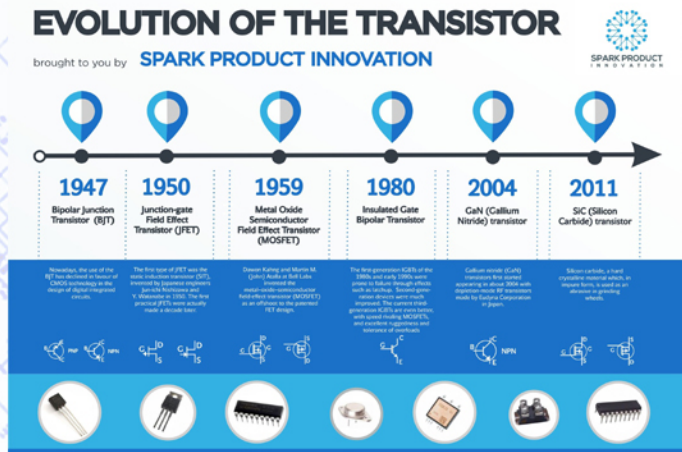 EVOLUTION OF THE TRANSISTOR
brought to you by SPARK PRODUCT INNOVATION
SPARK PRODUCT
INNOVATION
1947
Bipolar Junction
Transistor (BJT)
1950
Junction-gate
Field Effect
Transistor (JFET)
1959
Metal Oxide
Semiconductor
Field Effect Transistor
(MOSFET)
1980
Insulated Gate
Bipolar Transistor
2004
GaN (Gallium
Nitride) transistor
2011
SiC (Silicon
Carbide) transistor
Nowadays, the use of the
BJT has declined in favour of
CMOS technology in the
design of digital integrated
circuits.
The first type of JFET was the
static induction transistor (SIT),
invented by Japanese engineers
Jun-ichi Nishizawa and
Y. Watanabe in 1950. The first
practical JFETs were actually
made a decade later.
Dawon Kahng and Martin M.
(John) Atalla at Bell Labs
invented the
metal-oxide-semiconductor
field-effect transistor (MOSFET)
as an offshoot to the patented
FET design.
The first-generation IGBTs of the
1980s and early 1990s were
prone to failure through effects
such as latchup. Second-gene-
ration devices were much
improved. The current third-
generation IGBTs are even better,
with speed rivaling MOSFETs,
and excellent ruggedness and
tolerance of overloads
Gallium nitride (GaN)
transistors first started
appearing in about 2004 with
depletion-mode RF transistors
made by Eudyna Corporation
in Japan.
Silicon carbide, a hard
crystalline material which, in
impure form, is used as an
abrasive in grinding
wheels.
PNP
NPN
G D S
G D S
G D S
G D S
C E
B C E NPN
G D S
G D S